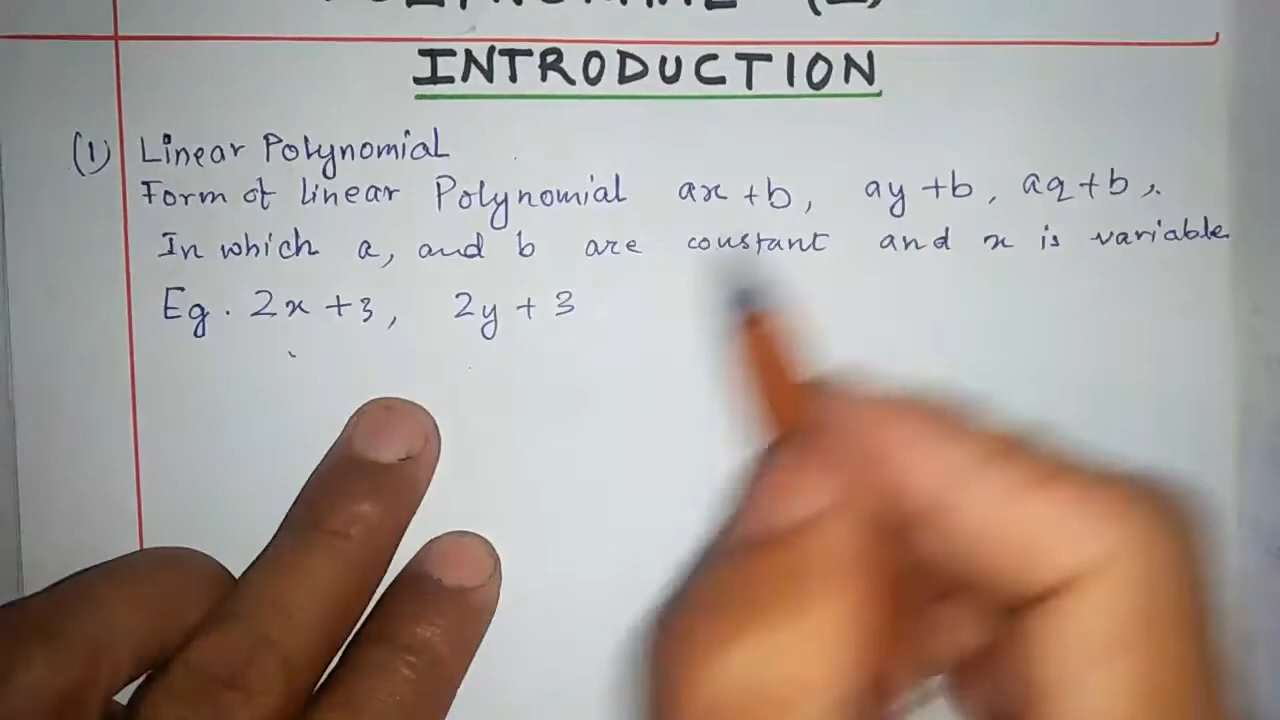 INTRODUCTION
(1) Linear Polynomial
Form of linear Polynomial ax + b, ay + b, aq + b,
In which a, and b are constant and x is variable
Eg. 2x + 3, 2y + 3